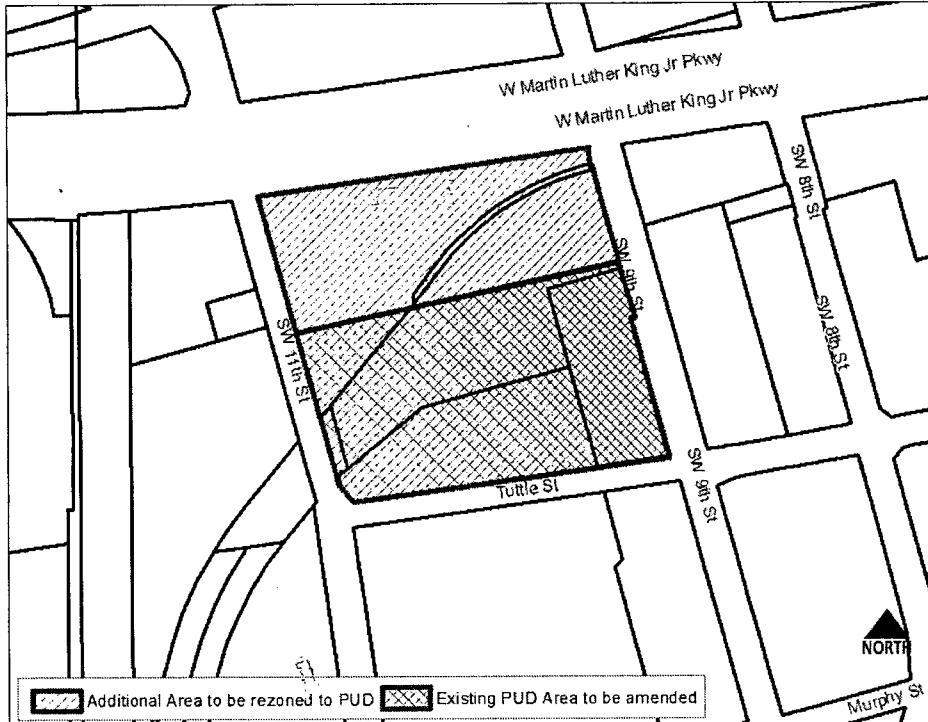 W Martin Luther King Jr Pkwy
W Martin Luther King Jr Pkwy
SW 8th St
SW 9th St
SW 8th St
SW 11th St
Tuttle St
SW 9th St
NORTH
Murphy St
Additional Area to be rezoned to PUD
Existing PUD Area to be amended